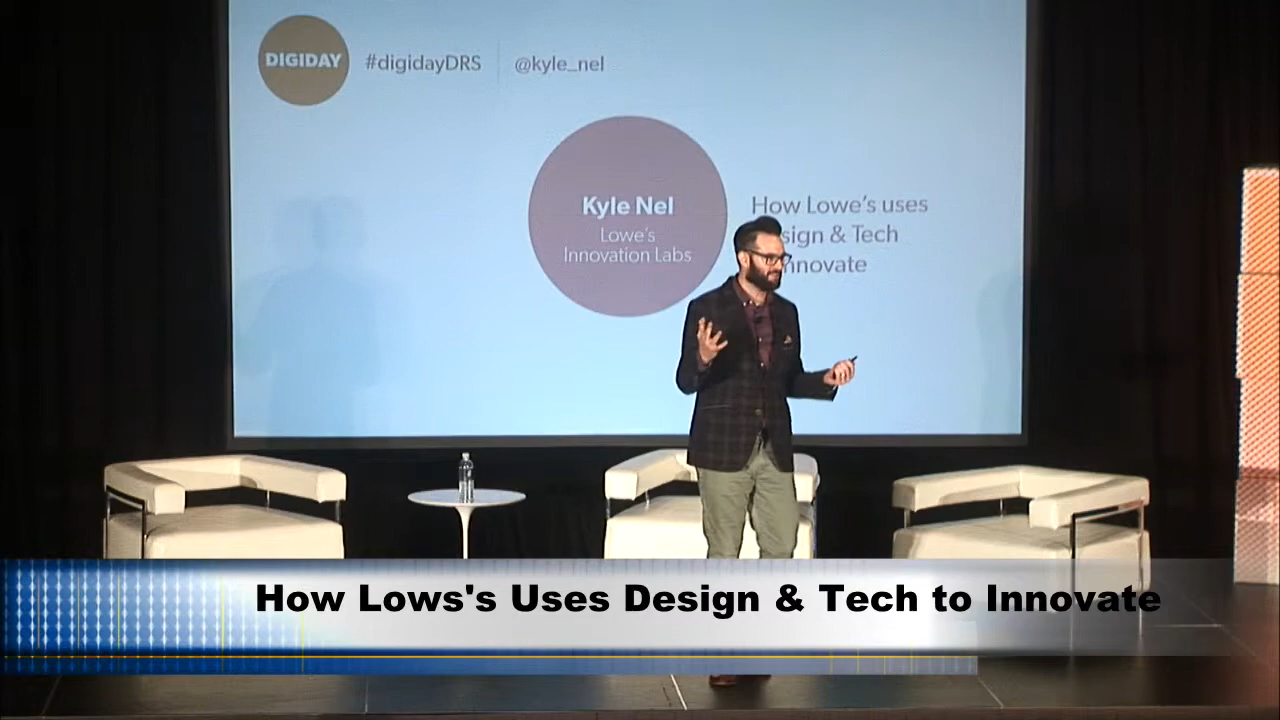 DIGIDAY
#digidayDRS
@kyle_nel
Kyle Nel
Lowe's
Innovation Labs
How Lowe's uses
sign & Tech
nnovate
How Lows's Uses Design & Tech to Innovate